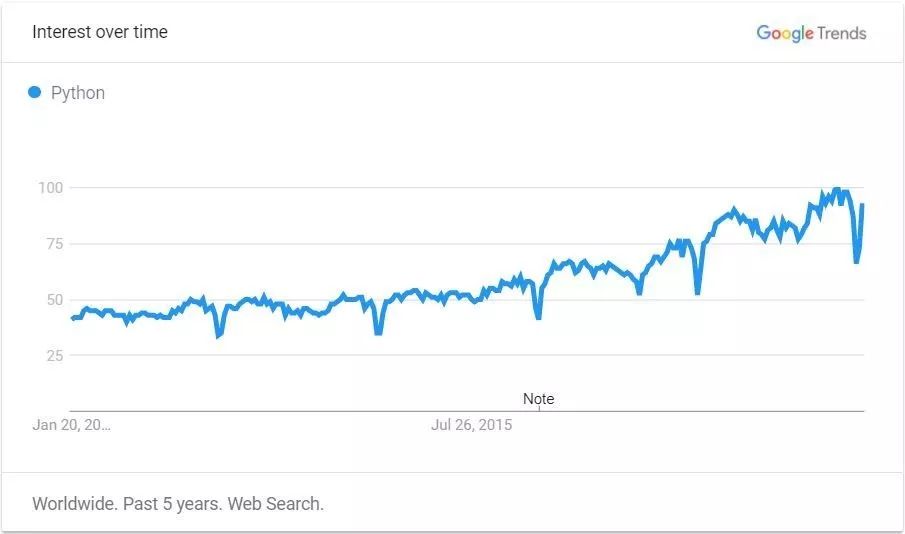 Interest over time
Google Trends
Python
100
75
50
25
Note
Jan 20, 20...
Jul 26, 2015
Worldwide. Past 5 years. Web Search.